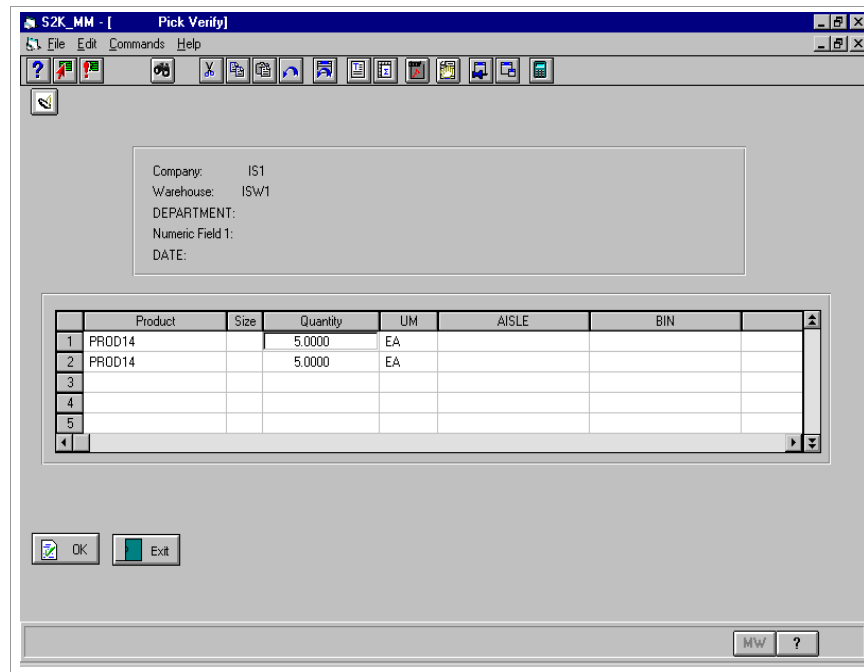 S2K_MM - [ Pick Verify]
File Edit Commands Help
Company: IS1
Warehouse: ISW1
DEPARTMENT:
Numeric Field 1:
DATE:
Product Size Quantity UM AISLE BIN
1 PROD14 5.0000 EA
2 PROD14 5.0000 EA
3
4
5
OK Exit
MW ?